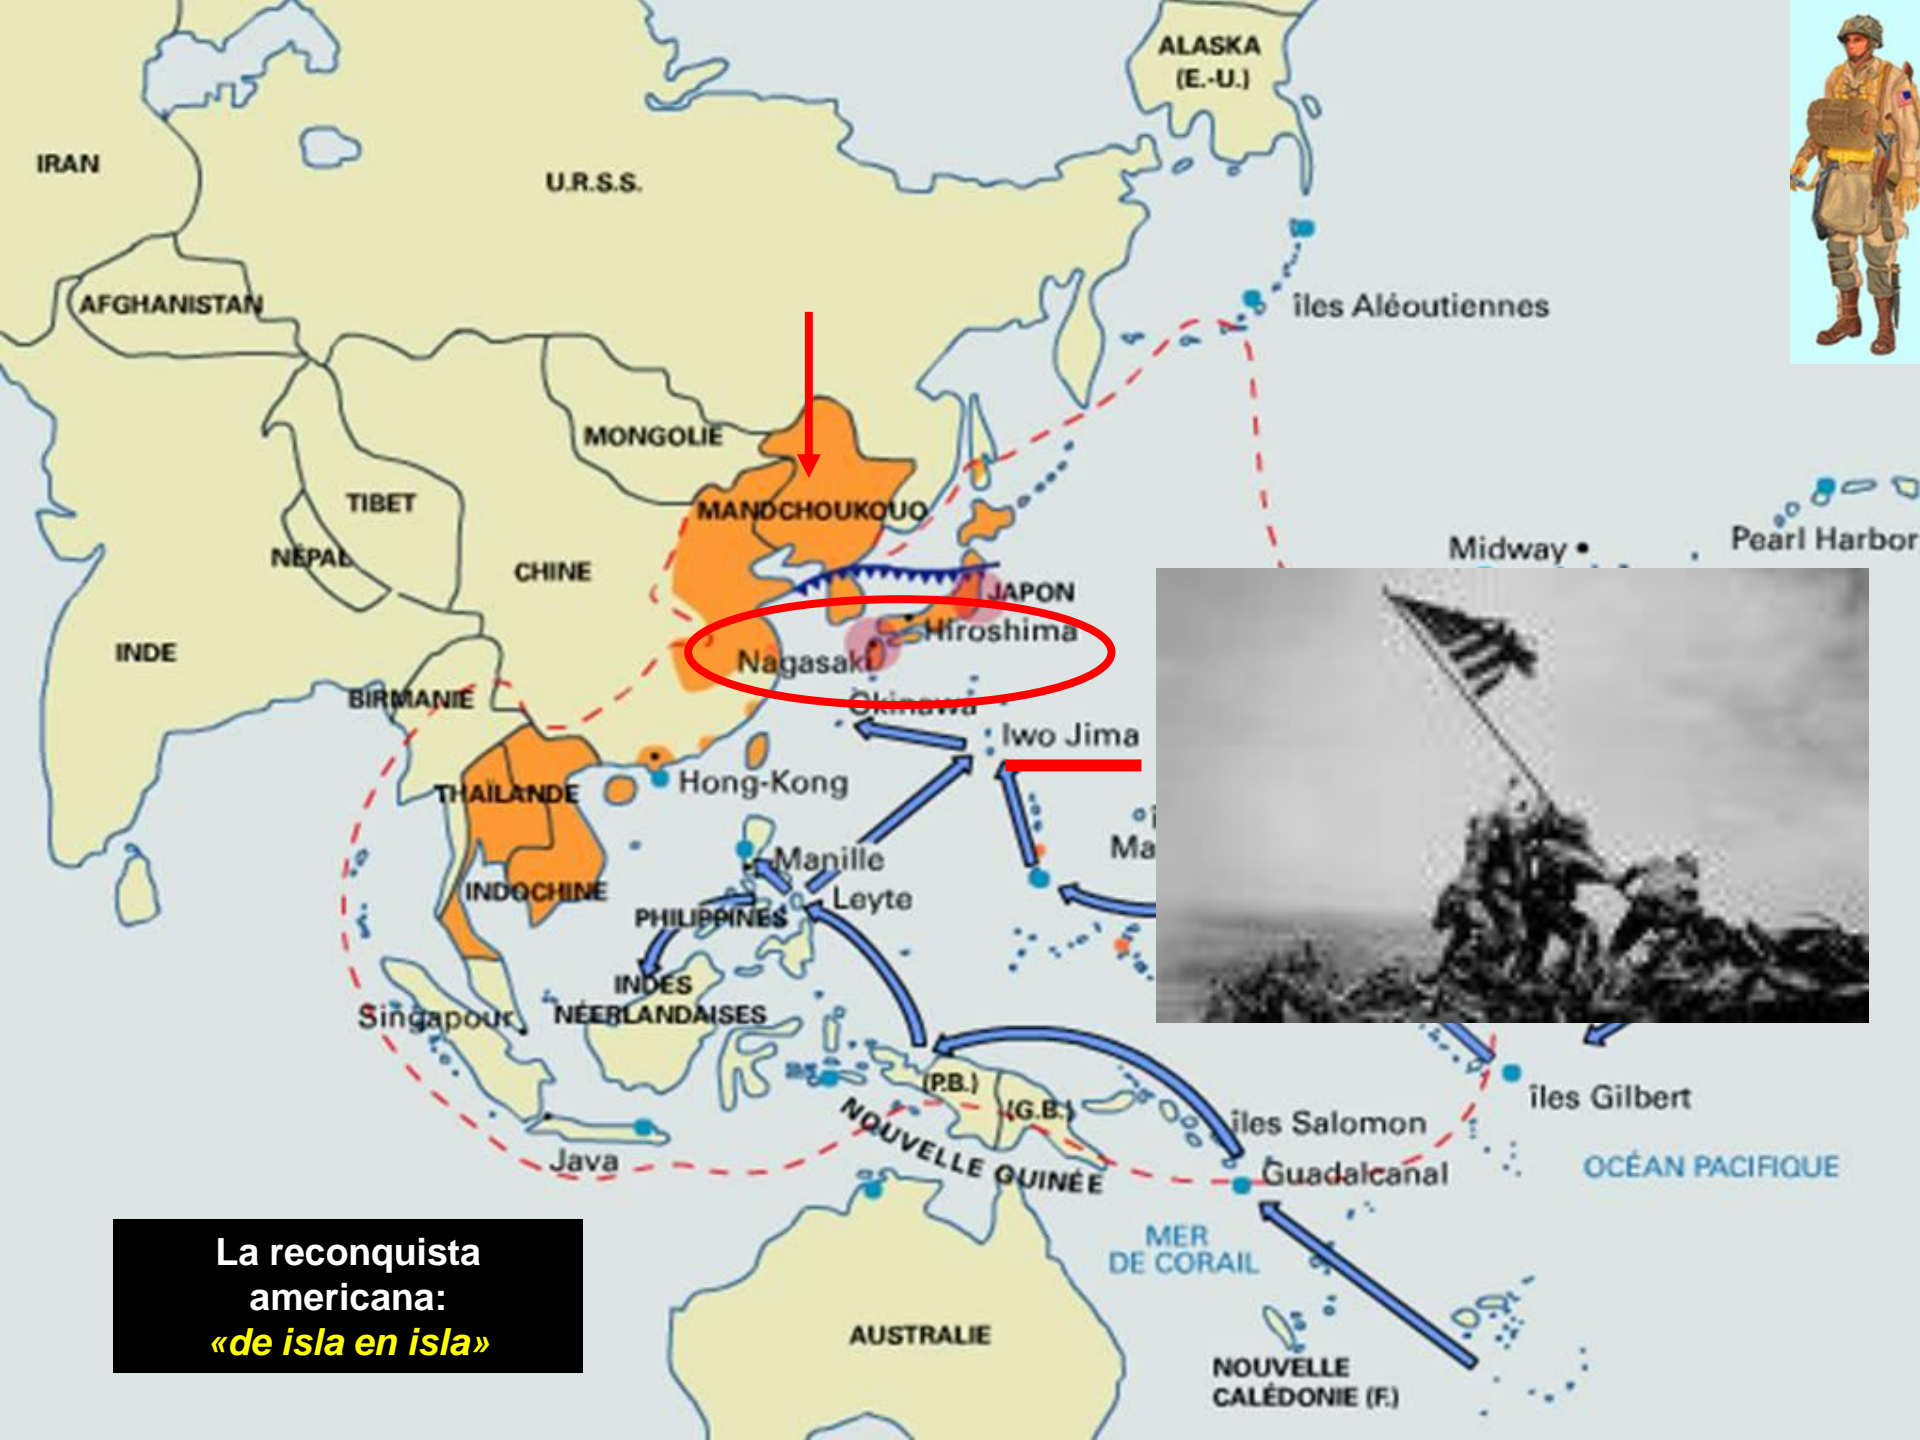 ALASKA
(E.-U.)
IRAN
U.R.S.S.
AFGHANISTAN
îles Aléoutiennes
MONGOLIE
TIBET
MANDCHOUKOUO
Pearl Harbor
Midway
NÉPAL
CHINE
JAPON
Hiroshima
INDE
Nagasaki
BIRMANIE
Okinawa
Iwo Jima
THAÏLANDE
Hong-Kong
Manille
INDOCHINE
Leyte
PHILIPPINES
INDES
NÉERLANDAISES
Singapour
(P.B.)
(G.B.)
îles Gilbert
îles Salomon
Java
NOUVELLE GUINÉE
Guadalcanal
OCÉAN PACIFIQUE
MER
DE CORAIL
La reconquista
americana:
«de isla en isla»
AUSTRALIE
NOUVELLE
CALÉDONIE (F.)